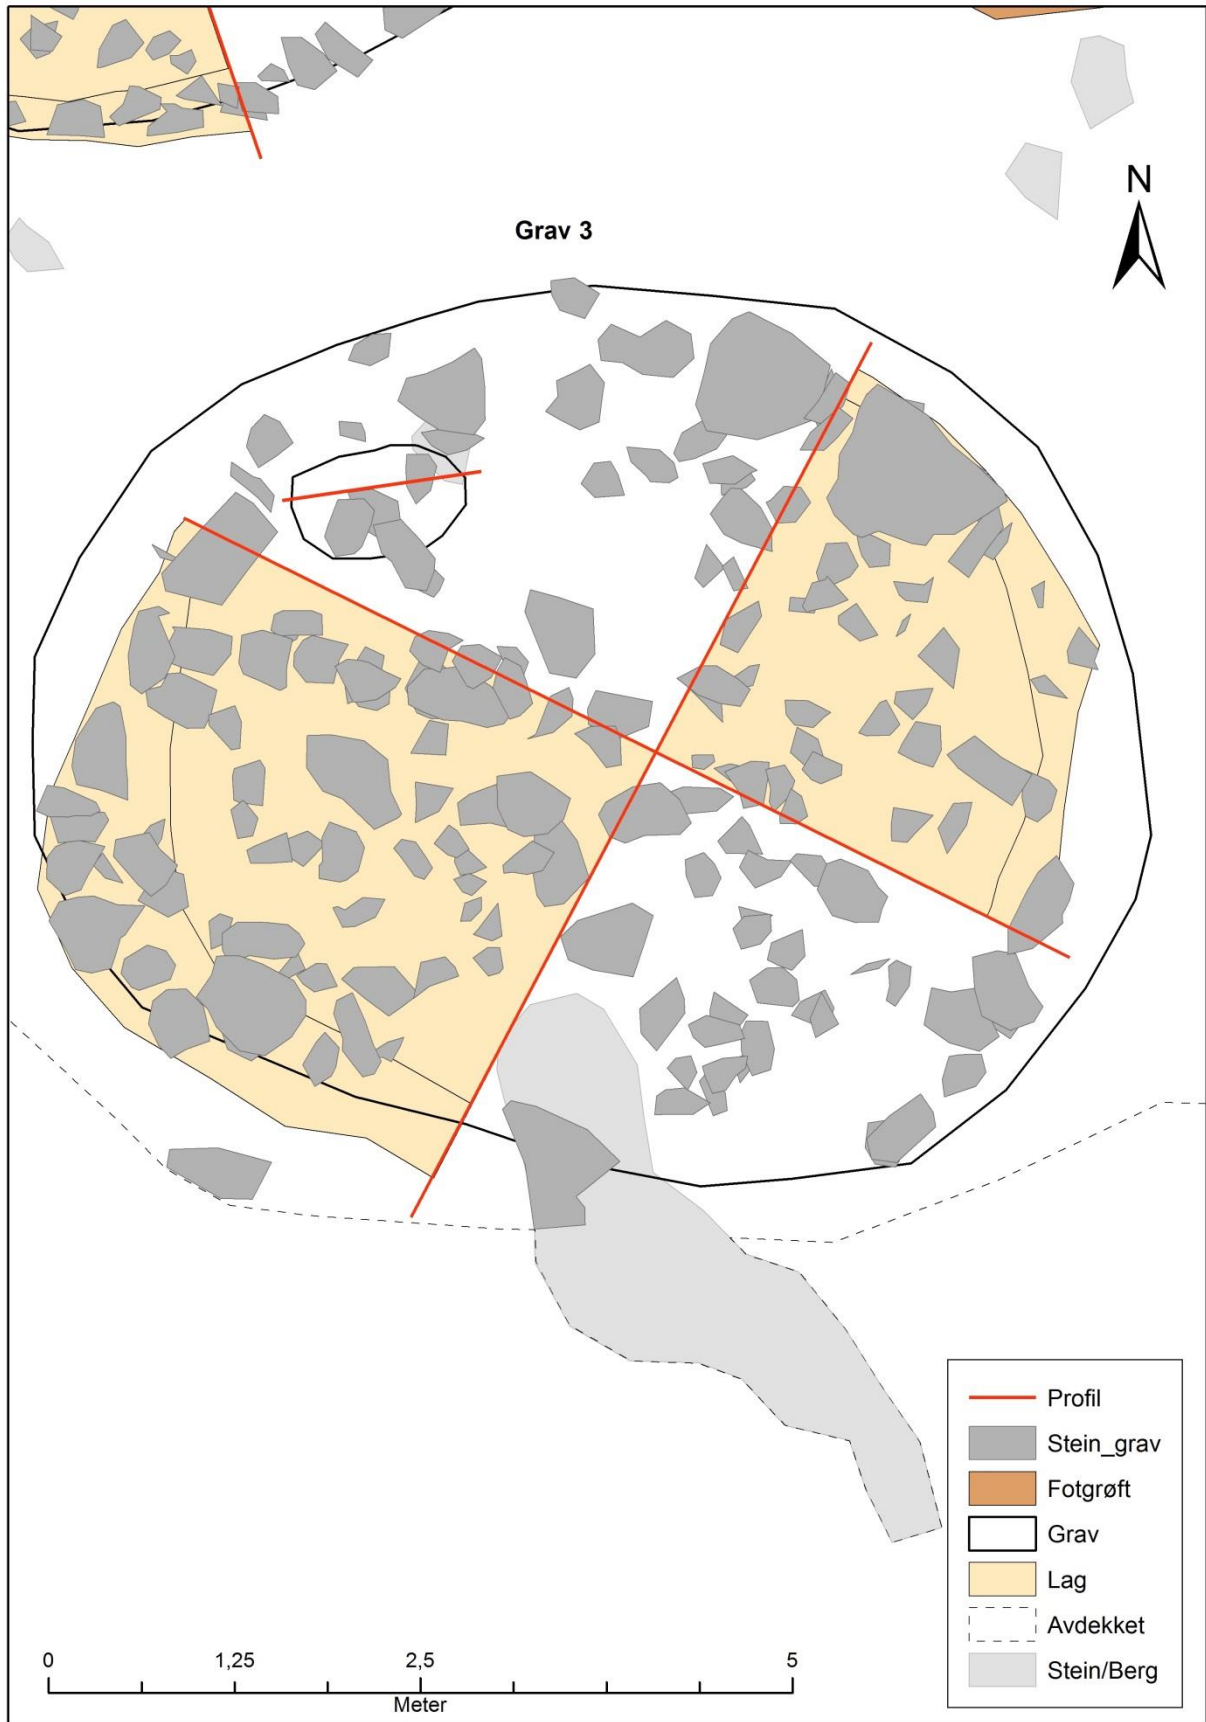 N
Grav 3
Profil
Stein_grav
Fotgrøft
Grav
Lag
Avdekket
Stein/Berg
0 1,25 2,5 5
Meter